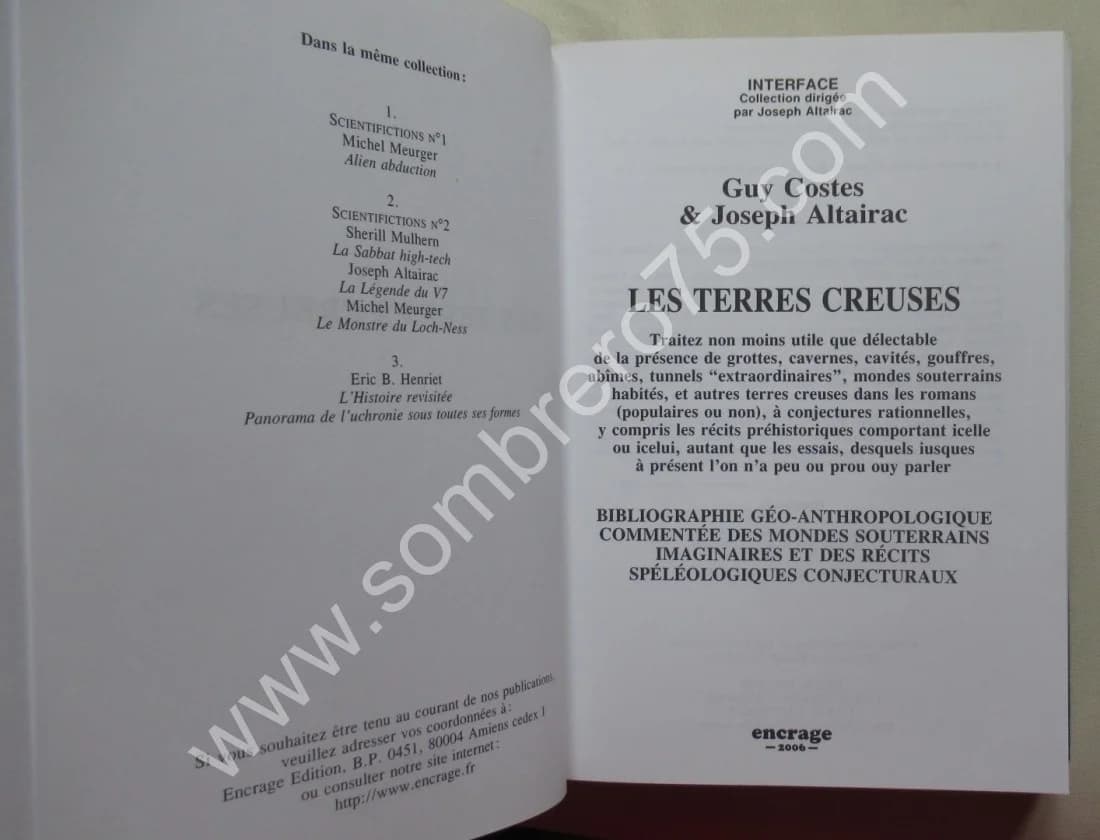 Dans la même collection :
1.
SCIENTIFICTIONS N°1
Michel Meurger
Alien abduction
2.
SCIENTIFICTIONS N°2
Sherill Mulhern
La Sabbat high-tech
Joseph Altairac
La Légende du V7
Michel Meurger
Le Monstre du Loch-Ness
3.
Eric B. Henriet
L'Histoire revisitée
Panorama de l'uchronie sous toutes ses formes
Si vous souhaitez être tenu au courant de nos publications,
veuillez adresser vos coordonnées à :
Encrage Edition, B.P. 0451, 80004 Amiens cedex 1
ou consulter notre site internet :
http://www.encrage.fr
INTERFACE
Collection dirigée
par Joseph Altairac
Guy Costes
& Joseph Altairac
LES TERRES CREUSES
Traitez non moins utile que délectable
de la présence de grottes, cavernes, cavités, gouffres,
abîmes, tunnels “extraordinaires”, mondes souterrains
habités, et autres terres creuses dans les romans
(populaires ou non), à conjectures rationnelles,
y compris les récits préhistoriques comportant icelle
ou icelui, autant que les essais, desquels iusques
à présent l'on n'a peu ou prou ouy parler
BIBLIOGRAPHIE GÉO-ANTHROPOLOGIQUE
COMMENTÉE DES MONDES SOUTERRAINS
IMAGINAIRES ET DES RÉCITS
SPÉLÉOLOGIQUES CONJECTURAUX
encrage
— 2006 —
www.sombrero75.com